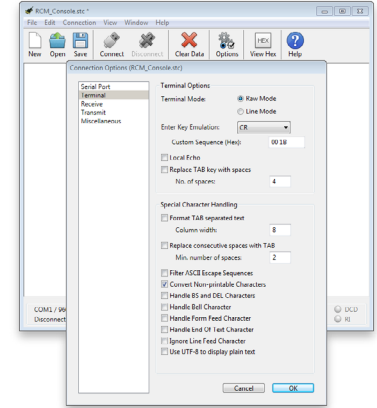 RCM_Console.stc *
File Edit Connection View Window Help
New Open Save Connect Disconnect Clear Data Options View Hex Help
HEX
Connection Options (RCM_Console.stc)
Serial Port
Terminal
Receive
Transmit
Miscellaneous
Terminal Options
Terminal Mode: Raw Mode
Line Mode
Enter Key Emulation: CR
Custom Sequence (Hex): 00 1B
Local Echo
Replace TAB key with spaces
No. of spaces: 4
Special Character Handling
Format TAB separated text
Column width: 8
Replace consecutive spaces with TAB
Min. number of spaces: 2
Filter ASCII Escape Sequences
Convert Non-printable Characters
Handle BS and DEL Characters
Handle Bell Character
Handle Form Feed Character
Handle End Of Text Character
Ignore Line Feed Character
Use UTF-8 to display plain text
COM1 / 96
Disconnect
DCD
RI
Cancel OK